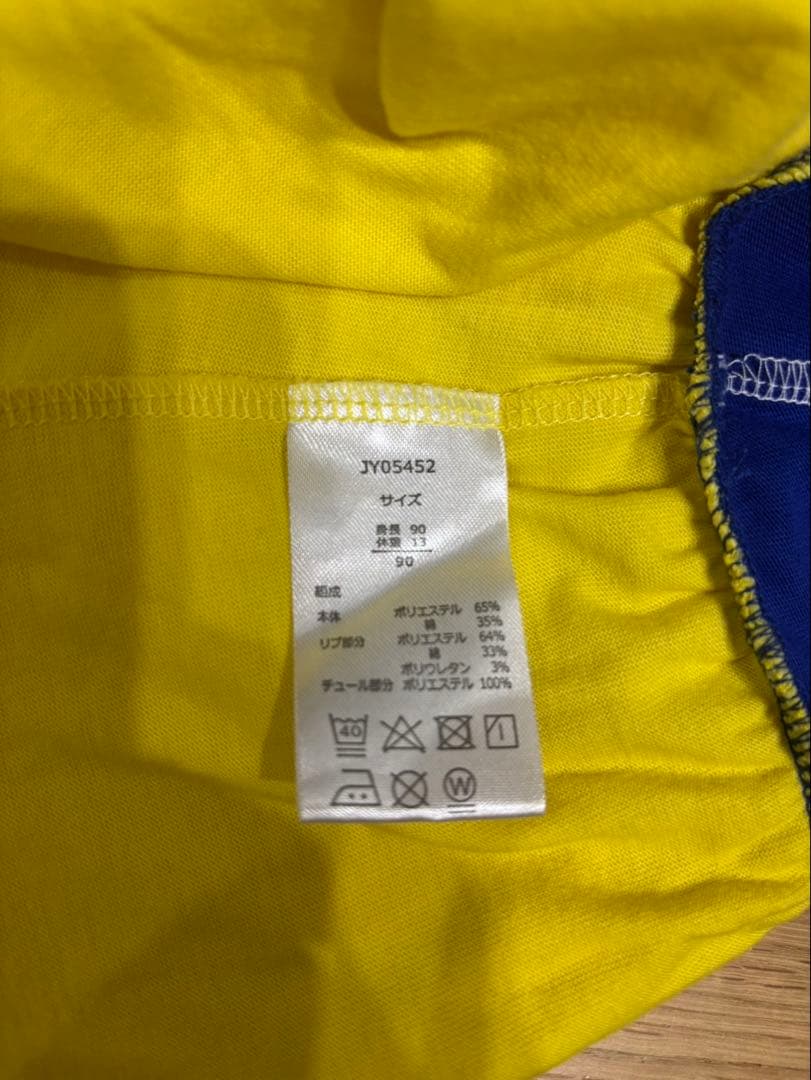 JY05452
サイズ
身長 90
体重 13
90
組成
本体 ポリエステル 65%
綿 35%
リブ部分 ポリエステル 64%
綿 33%
ポリウレタン 3%
チュール部分 ポリエステル 100%
40
W